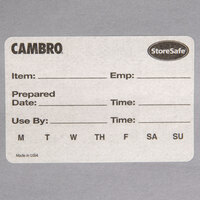 CAMBRO® StoreSafe
Item: Emp:
Prepared
Date: Time:
Use By: Time:
M T W TH F SA SU
Made in USA